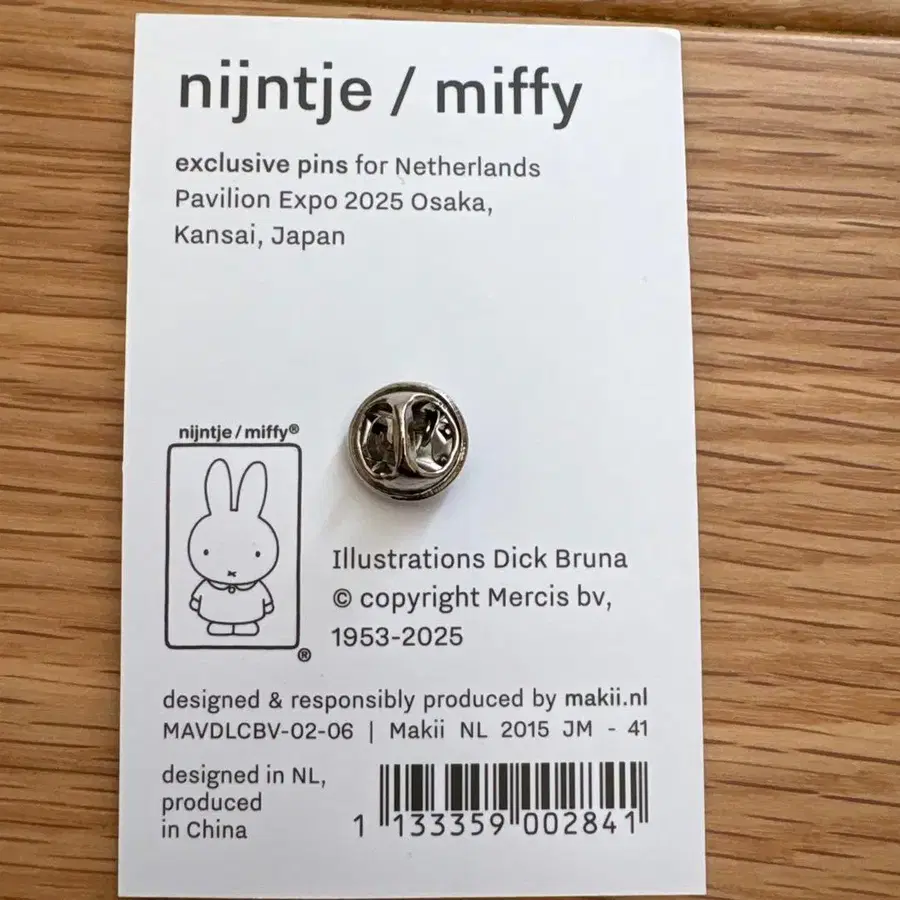 nijntje / miffy
exclusive pins for Netherlands
Pavilion Expo 2025 Osaka,
Kansai, Japan
nijntje / miffy®
®
Illustrations Dick Bruna
© copyright Mercis bv,
1953-2025
designed & responsibly produced by makii.nl
MAVDLCBV-02-06 | Makii NL 2015 JM - 41
designed in NL,
produced
in China
1 133359 002841